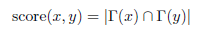 score(x, y) = |Γ(x) ∩ Γ(y)|